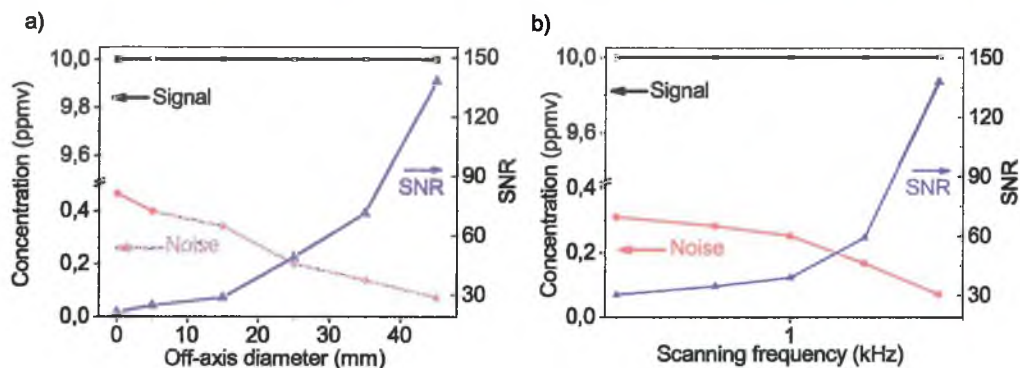 a)
10,0
9,8
9,6
0,4
0,2
0,0
Concentration (ppmv)
Signal
SNR
Noise
150
120
90
60
30
SNR
0
10
20
30
40
Off-axis diameter (mm)
b)
10,0
9,6
0,4
0,2
0,0
Concentration (ppmv)
Signal
SNR
Noise
150
120
90
60
30
SNR
1
Scanning frequency (kHz)